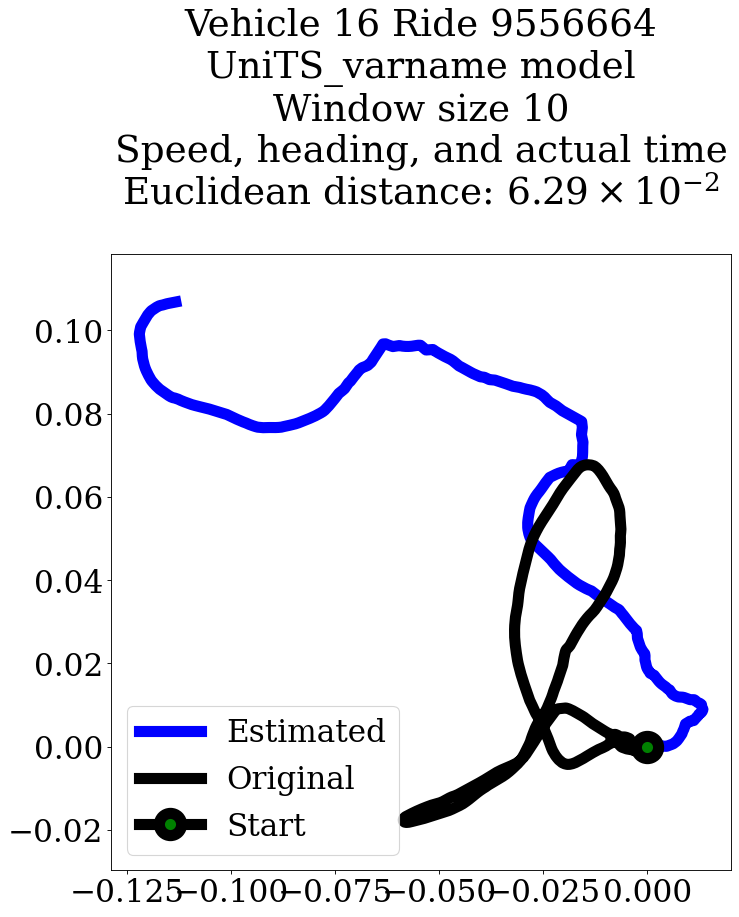 Vehicle 16 Ride 9556664
UniTS_varname model
Window size 10
Speed, heading, and actual time
Euclidean distance: 6.29 × 10⁻²
0.10
0.08
0.06
0.04
0.02
0.00
−0.02
Estimated
Original
Start
−0.125 −0.100 −0.075 −0.050 −0.025 0.000